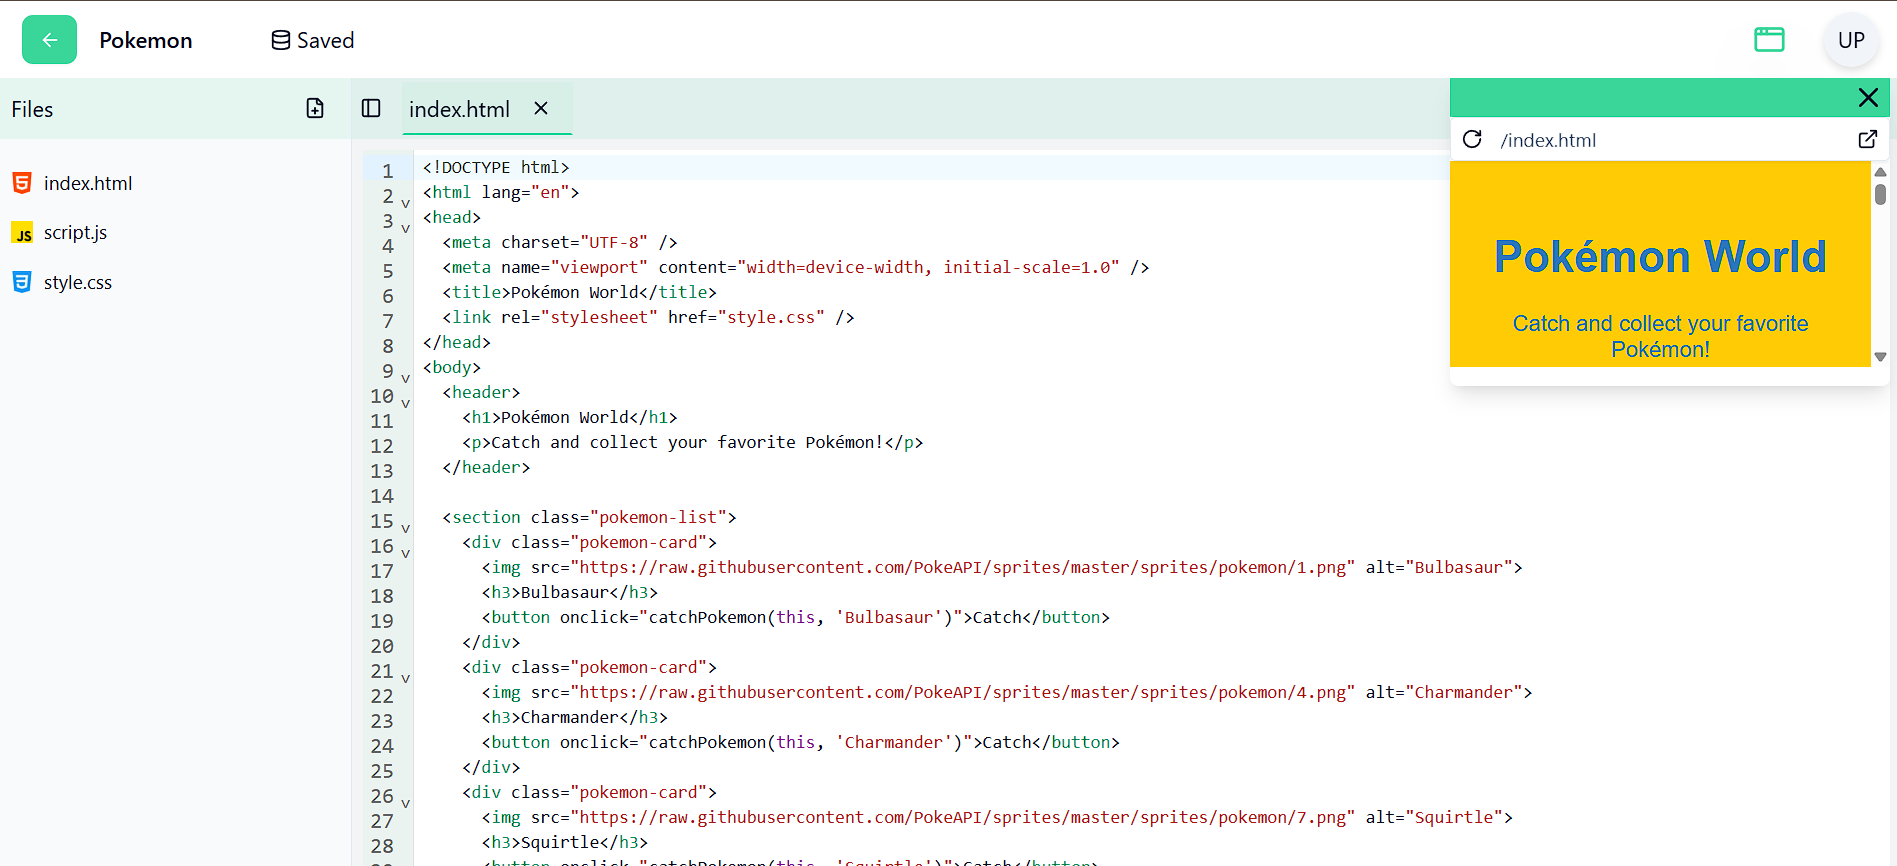 Pokemon
Saved
UP
Files
index.html
/index.html
index.html
script.js
style.css
1 <!DOCTYPE html>
2 <html lang="en">
3 <head>
4 <meta charset="UTF-8" />
5 <meta name="viewport" content="width=device-width, initial-scale=1.0" />
6 <title>Pokémon World</title>
7 <link rel="stylesheet" href="style.css" />
8 </head>
9 <body>
10 <header>
11 <h1>Pokémon World</h1>
12 <p>Catch and collect your favorite Pokémon!</p>
13 </header>
14
15 <section class="pokemon-list">
16 <div class="pokemon-card">
17 <img src="https://raw.githubusercontent.com/PokeAPI/sprites/master/sprites/pokemon/1.png" alt="Bulbasaur">
18 <h3>Bulbasaur</h3>
19 <button onclick="catchPokemon(this, 'Bulbasaur')">Catch</button>
20 </div>
21 <div class="pokemon-card">
22 <img src="https://raw.githubusercontent.com/PokeAPI/sprites/master/sprites/pokemon/4.png" alt="Charmander">
23 <h3>Charmander</h3>
24 <button onclick="catchPokemon(this, 'Charmander')">Catch</button>
25 </div>
26 <div class="pokemon-card">
27 <img src="https://raw.githubusercontent.com/PokeAPI/sprites/master/sprites/pokemon/7.png" alt="Squirtle">
28 <h3>Squirtle</h3>
<button onclick="catchPokemon(this, 'Squirtle')">Catch</button>
Pokémon World
Catch and collect your favorite
Pokémon!